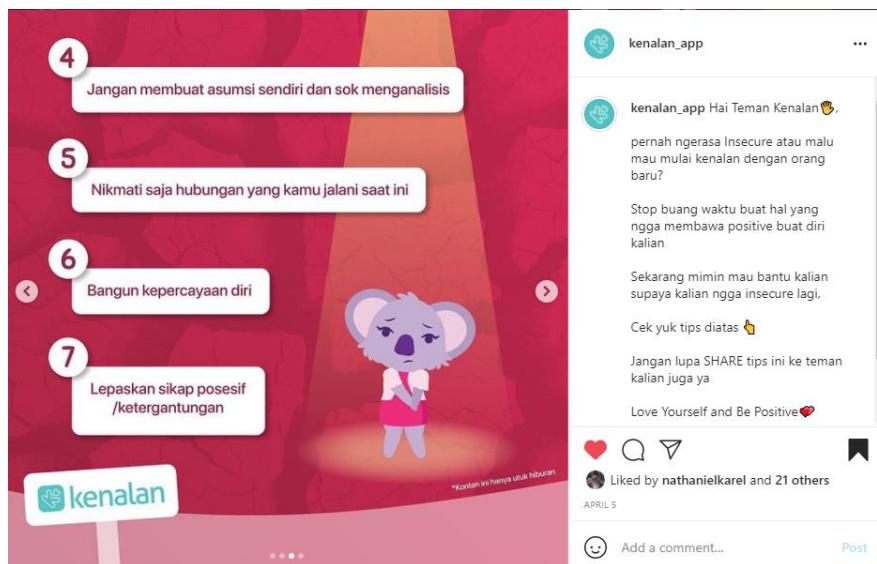 4
Jangan membuat asumsi sendiri dan sok menganalisis
5
Nikmati saja hubungan yang kamu jalani saat ini
6
Bangun kepercayaan diri
7
Lepaskan sikap posesif
/ketergantungan
kenalan
*Konten ini hanya utuk hiburan
kenalan_app
kenalan_app Hai Teman Kenalan🖐,
pernah ngerasa Insecure atau malu
mau mulai kenalan dengan orang
baru?
Stop buang waktu buat hal yang
ngga membawa positive buat diri
kalian
Sekarang mimin mau bantu kalian
supaya kalian ngga insecure lagi,
Cek yuk tips diatas 👆
Jangan lupa SHARE tips ini ke teman
kalian juga ya
Love Yourself and Be Positive💕
Liked by nathanielkarel and 21 others
APRIL 5
Add a comment...
Post